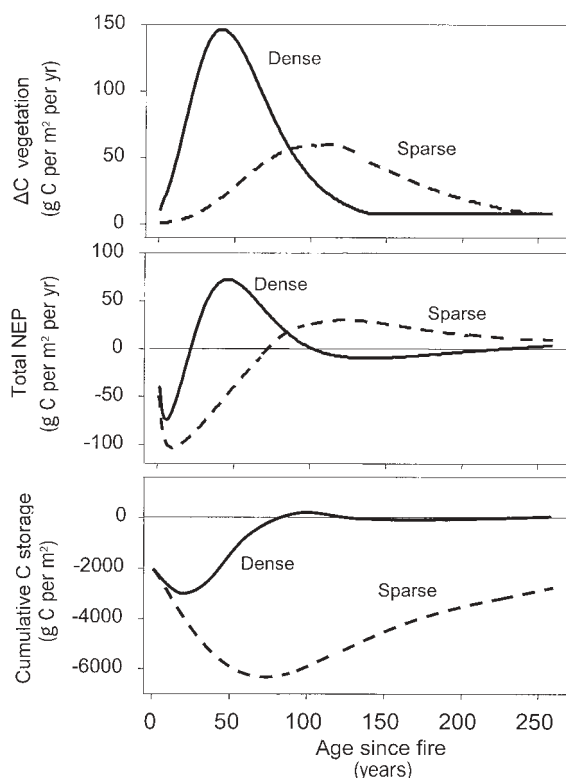 ΔC vegetation
(g C per m² per yr)
150
100
50
0
Dense
Sparse
Total NEP
(g C per m² per yr)
100
50
0
-50
-100
Dense
Sparse
Cumulative C storage
(g C per m²)
0
-2000
-4000
-6000
Dense
Sparse
0 50 100 150 200 250
Age since fire
(years)